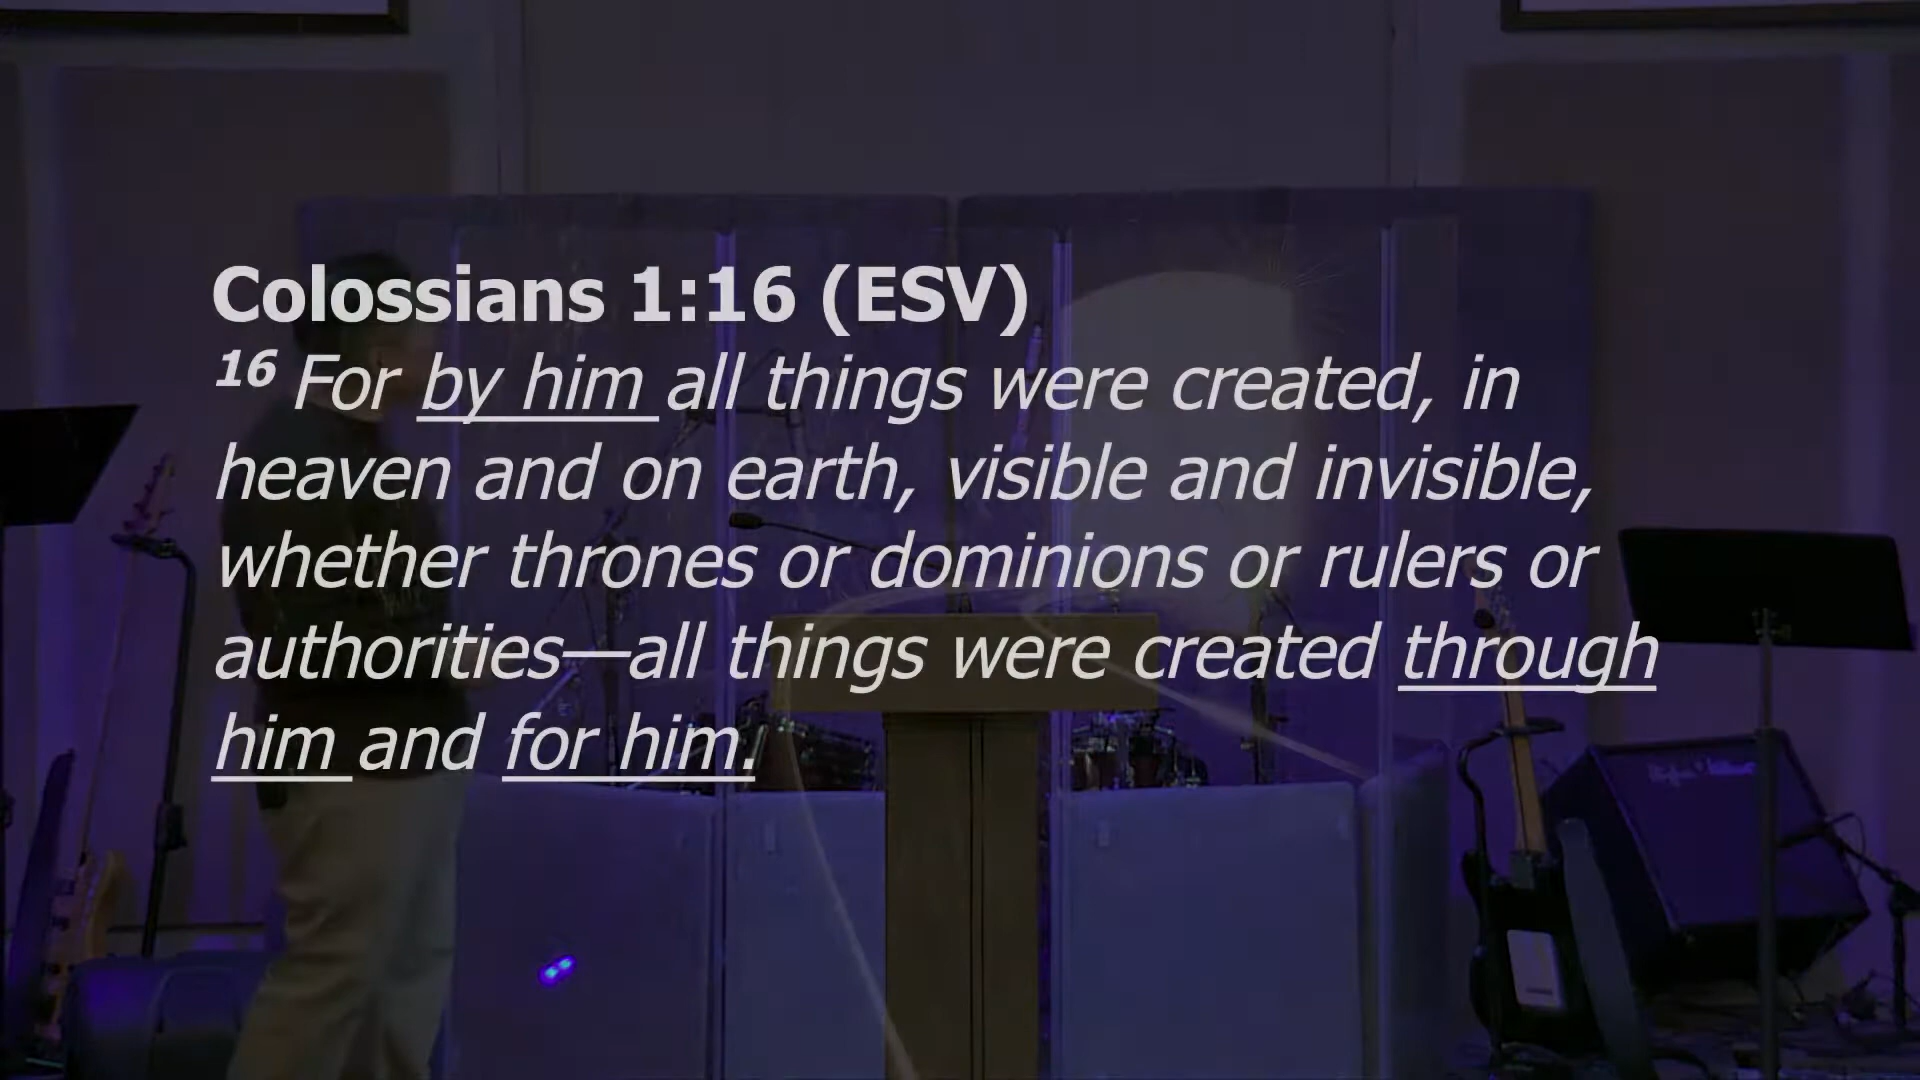 Colossians 1:16 (ESV)
16 For by him all things were created, in
heaven and on earth, visible and invisible,
whether thrones or dominions or rulers or
authorities—all things were created through
him and for him.